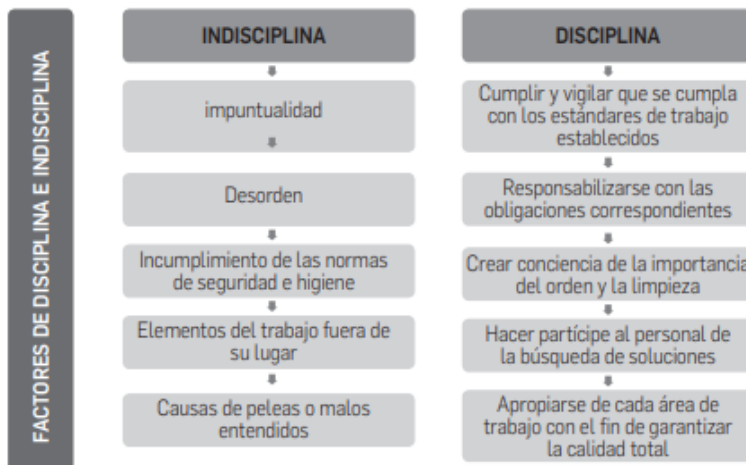 FACTORES DE DISCIPLINA E INDISCIPLINA
INDISCIPLINA
impuntualidad
Desorden
Incumplimiento de las normas
de seguridad e higiene
Elementos del trabajo fuera de
su lugar
Causas de peleas o malos
entendidos
DISCIPLINA
Cumplir y vigilar que se cumpla
con los estándares de trabajo
establecidos
Responsabilizarse con las
obligaciones correspondientes
Crear conciencia de la importancia
del orden y la limpieza
Hacer partícipe al personal de
la búsqueda de soluciones
Apropiarse de cada área de
trabajo con el fin de garantizar
la calidad total